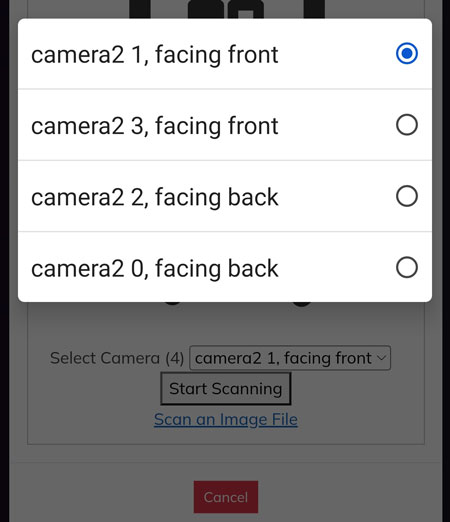 camera2 1, facing front
camera2 3, facing front
camera2 2, facing back
camera2 0, facing back
Select Camera (4) camera2 1, facing front
Start Scanning
Scan an Image File
Cancel